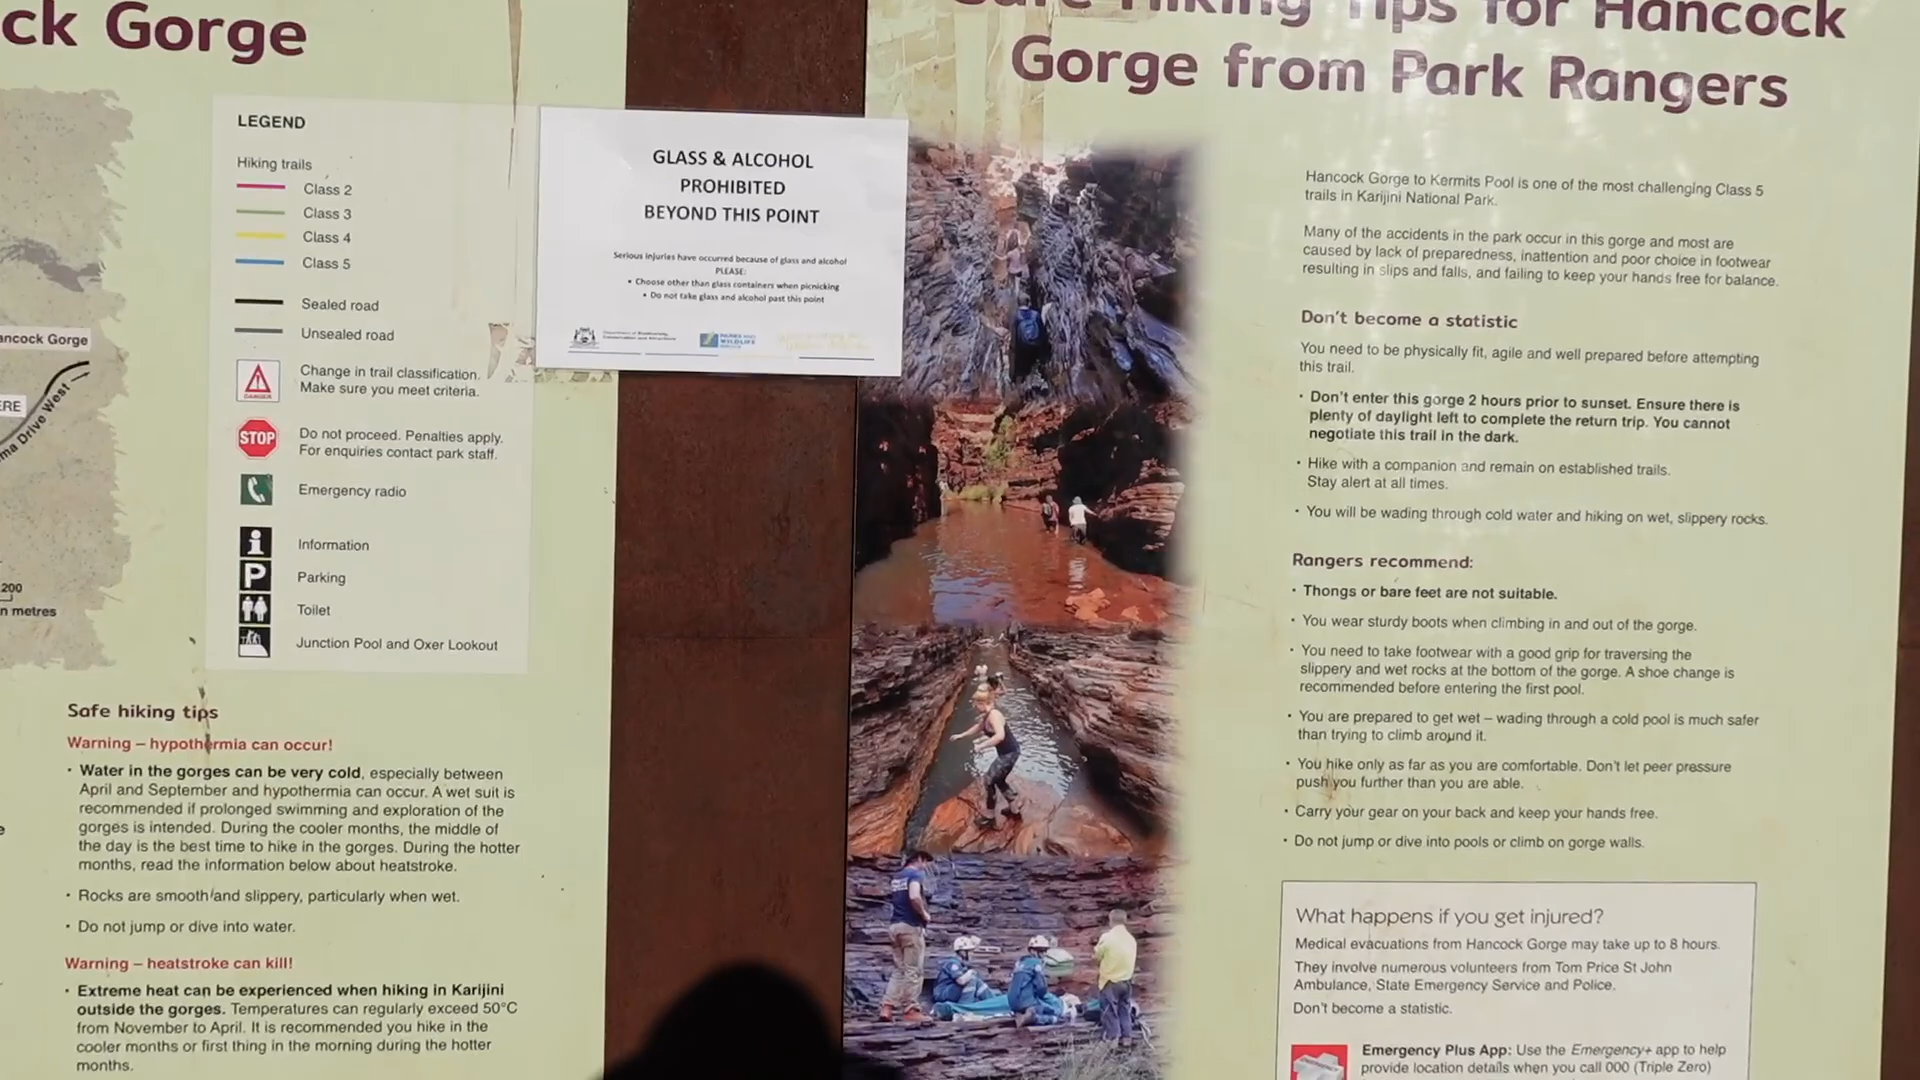 ck Gorge
LEGEND
Hiking trails
Class 2
Class 3
Class 4
Class 5
Sealed road
Unsealed road
DANGER
Change in trail classification.
Make sure you meet criteria.
STOP
Do not proceed. Penalties apply.
For enquiries contact park staff.
Emergency radio
i
Information
P
Parking
Toilet
Junction Pool and Oxer Lookout
ancock Gorge
ERE
ma Drive West
200
n metres
Safe hiking tips
Warning – hypothermia can occur!
• Water in the gorges can be very cold, especially between
April and September and hypothermia can occur. A wet suit is
recommended if prolonged swimming and exploration of the
gorges is intended. During the cooler months, the middle of
the day is the best time to hike in the gorges. During the hotter
months, read the information below about heatstroke.
• Rocks are smooth and slippery, particularly when wet.
• Do not jump or dive into water.
Warning – heatstroke can kill!
• Extreme heat can be experienced when hiking in Karijini
outside the gorges. Temperatures can regularly exceed 50°C
from November to April. It is recommended you hike in the
cooler months or first thing in the morning during the hotter
months.
GLASS & ALCOHOL
PROHIBITED
BEYOND THIS POINT
Serious injuries have occurred because of glass and alcohol
PLEASE:
• Choose other than glass containers when picnicking
• Do not take glass and alcohol past this point
Department of Biodiversity,
Conservation and Attractions
PARKS AND
WILDLIFE
SERVICE
Hiking Tips for Hancock
Gorge from Park Rangers
Hancock Gorge to Kermits Pool is one of the most challenging Class 5
trails in Karijini National Park.
Many of the accidents in the park occur in this gorge and most are
caused by lack of preparedness, inattention and poor choice in footwear
resulting in slips and falls, and failing to keep your hands free for balance.
Don't become a statistic
You need to be physically fit, agile and well prepared before attempting
this trail.
• Don't enter this gorge 2 hours prior to sunset. Ensure there is
plenty of daylight left to complete the return trip. You cannot
negotiate this trail in the dark.
• Hike with a companion and remain on established trails.
Stay alert at all times.
• You will be wading through cold water and hiking on wet, slippery rocks.
Rangers recommend:
• Thongs or bare feet are not suitable.
• You wear sturdy boots when climbing in and out of the gorge.
• You need to take footwear with a good grip for traversing the
slippery and wet rocks at the bottom of the gorge. A shoe change is
recommended before entering the first pool.
• You are prepared to get wet – wading through a cold pool is much safer
than trying to climb around it.
• You hike only as far as you are comfortable. Don't let peer pressure
push you further than you are able.
• Carry your gear on your back and keep your hands free.
• Do not jump or dive into pools or climb on gorge walls.
What happens if you get injured?
Medical evacuations from Hancock Gorge may take up to 8 hours.
They involve numerous volunteers from Tom Price St John
Ambulance, State Emergency Service and Police.
Don't become a statistic.
Emergency Plus App: Use the Emergency+ app to help
provide location details when you call 000 (Triple Zero)